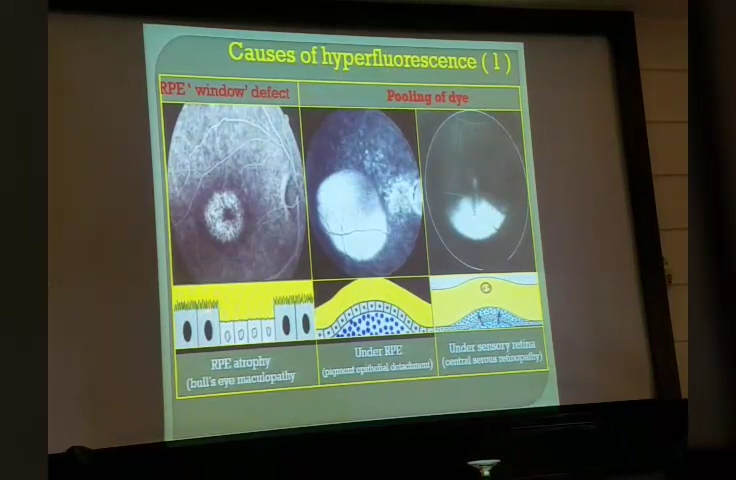 Causes of hyperfluorescence ( 1 )
RPE ‘ window’ defect
Pooling of dye
RPE atrophy
(bull's eye maculopathy
Under RPE
(pigment epithelial detachment)
Under sensory retina
(central serous retinopathy)